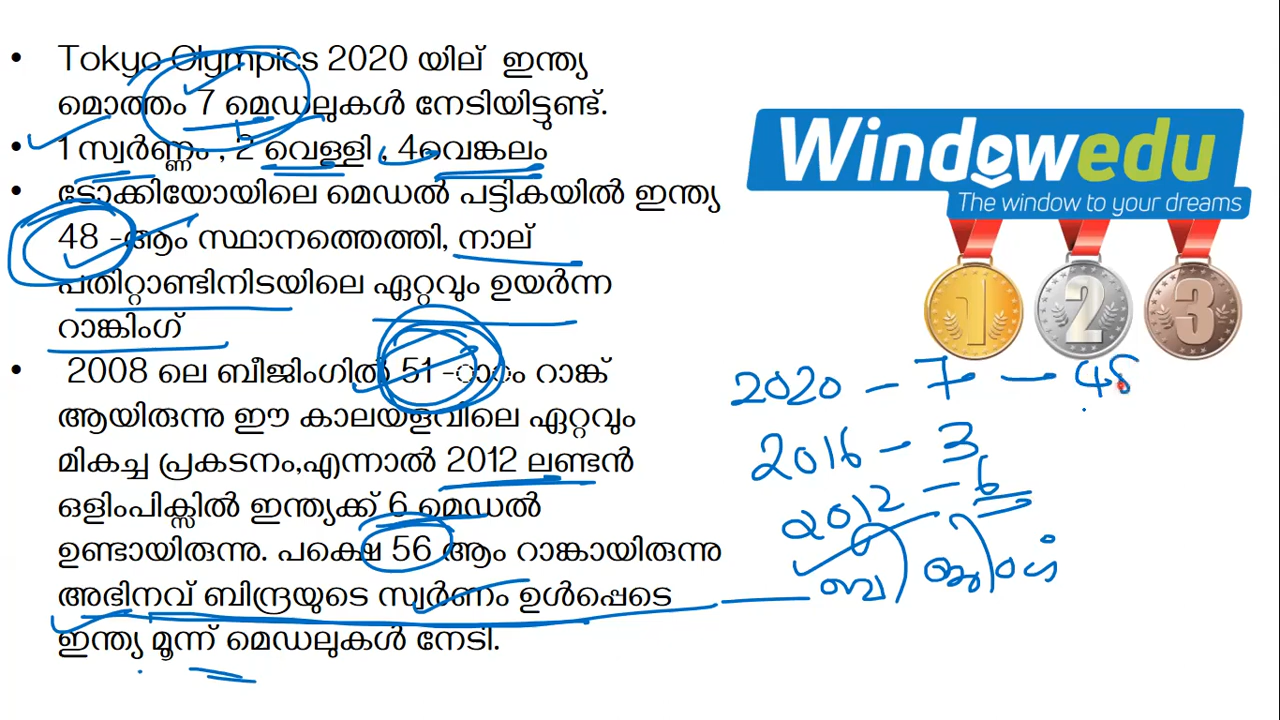 • Tokyo Olympics 2020 യില് ഇന്ത്യ
മൊത്തം 7 മെഡലുകൾ നേടിയിട്ടുണ്ട്.
• 1 സ്വർണ്ണം , 2 വെള്ളി , 4വെങ്കലം
• ടോക്കിയോയിലെ മെഡൽ പട്ടികയിൽ ഇന്ത്യ
48 -ആം സ്ഥാനത്തെത്തി, നാല്
പതിറ്റാണ്ടിനിടയിലെ ഏറ്റവും ഉയർന്ന
റാങ്കിംഗ്
• 2008 ലെ ബീജിംഗിൽ 51 -ാാം റാങ്ക്
ആയിരുന്നു ഈ കാലയളവിലെ ഏറ്റവും
മികച്ച പ്രകടനം,എന്നാൽ 2012 ലണ്ടൻ
ഒളിംപിക്സിൽ ഇന്ത്യക്ക് 6 മെഡൽ
ഉണ്ടായിരുന്നു. പക്ഷെ 56 ആം റാങ്കായിരുന്നു
അഭിനവ് ബിന്ദ്രയുടെ സ്വർണം ഉൾപ്പെടെ
ഇന്ത്യ മൂന്ന് മെഡലുകൾ നേടി.
Windowedu
The window to your dreams
1 2 3
2020 – 7 – 48
2016 – 3
2012 – 6